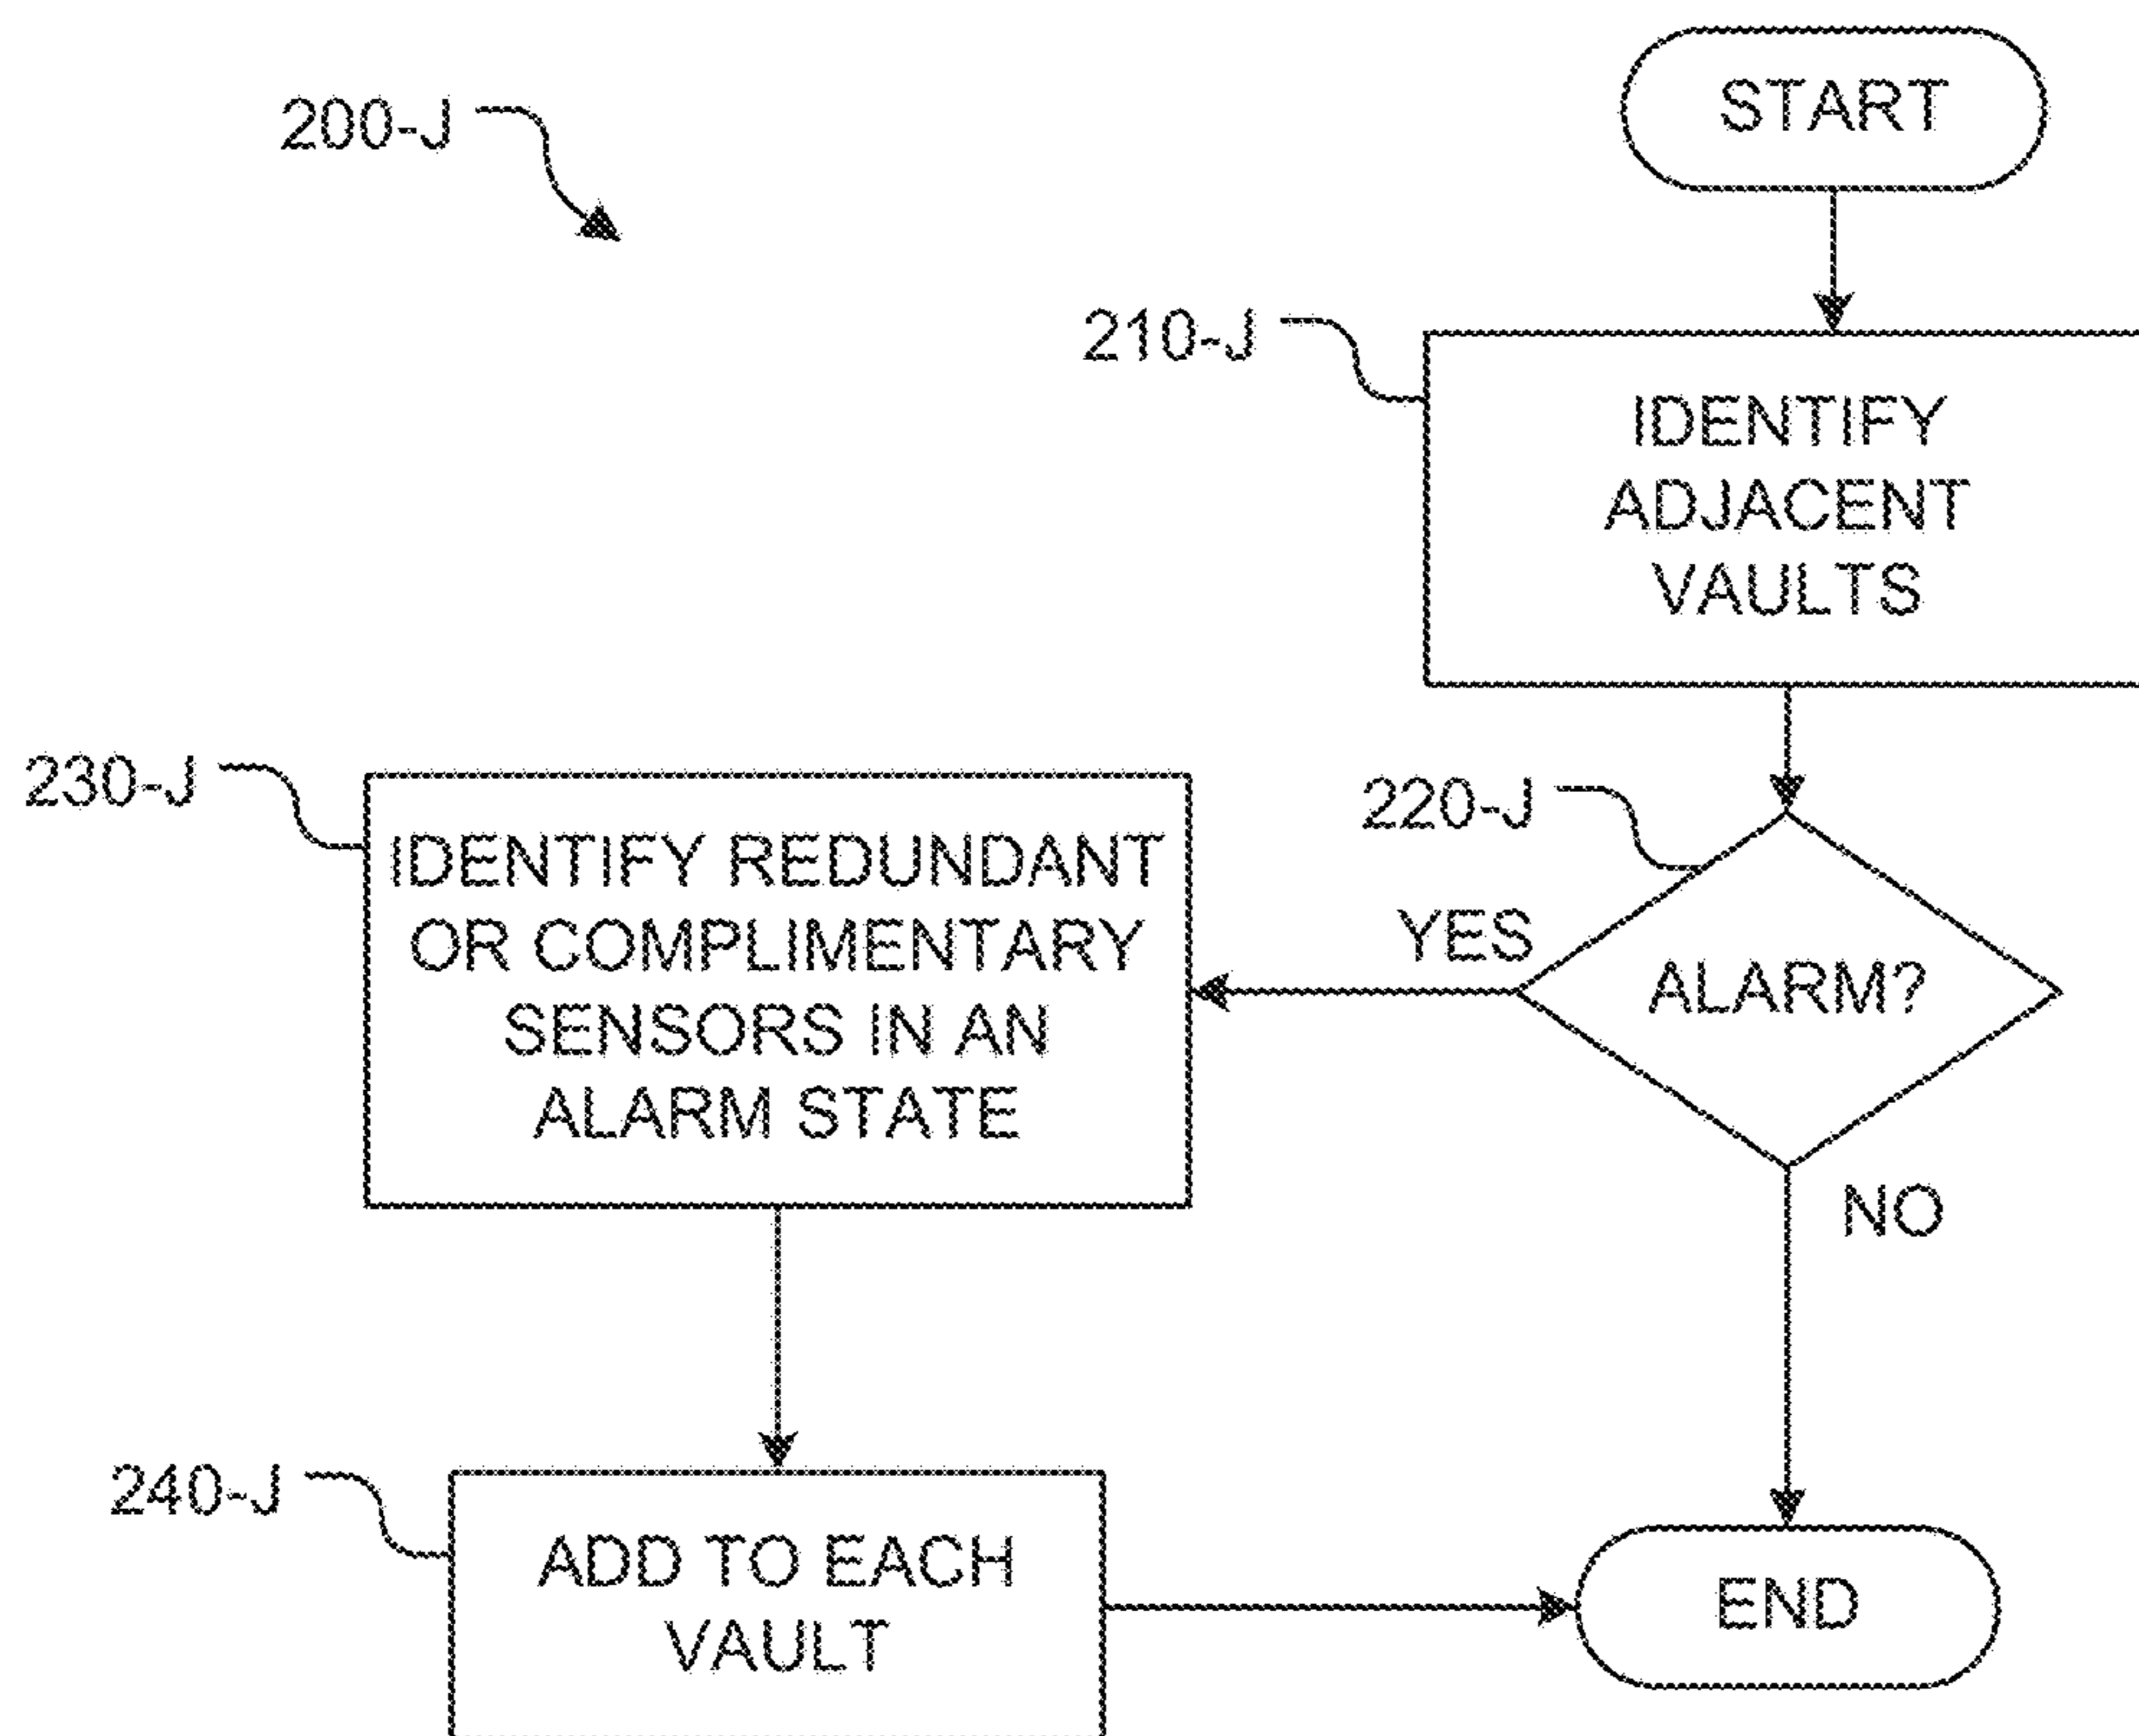 200-J
START
210-J
IDENTIFY
ADJACENT
VAULTS
220-J
ALARM?
YES
NO
230-J
IDENTIFY REDUNDANT
OR COMPLIMENTARY
SENSORS IN AN
ALARM STATE
240-J
ADD TO EACH
VAULT
END